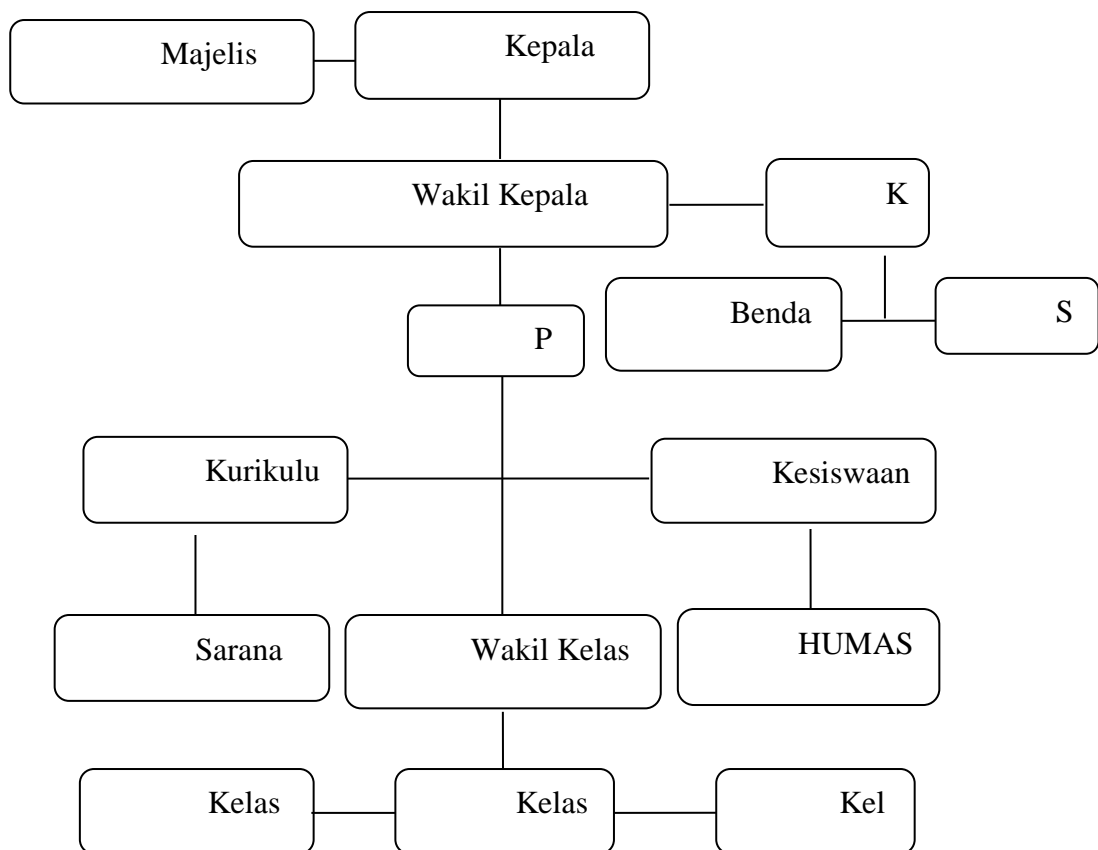 Majelis
Kepala
Wakil Kepala
K
Benda
S
P
Kurikulu
Kesiswaan
Sarana
Wakil Kelas
HUMAS
Kelas
Kelas
Kel